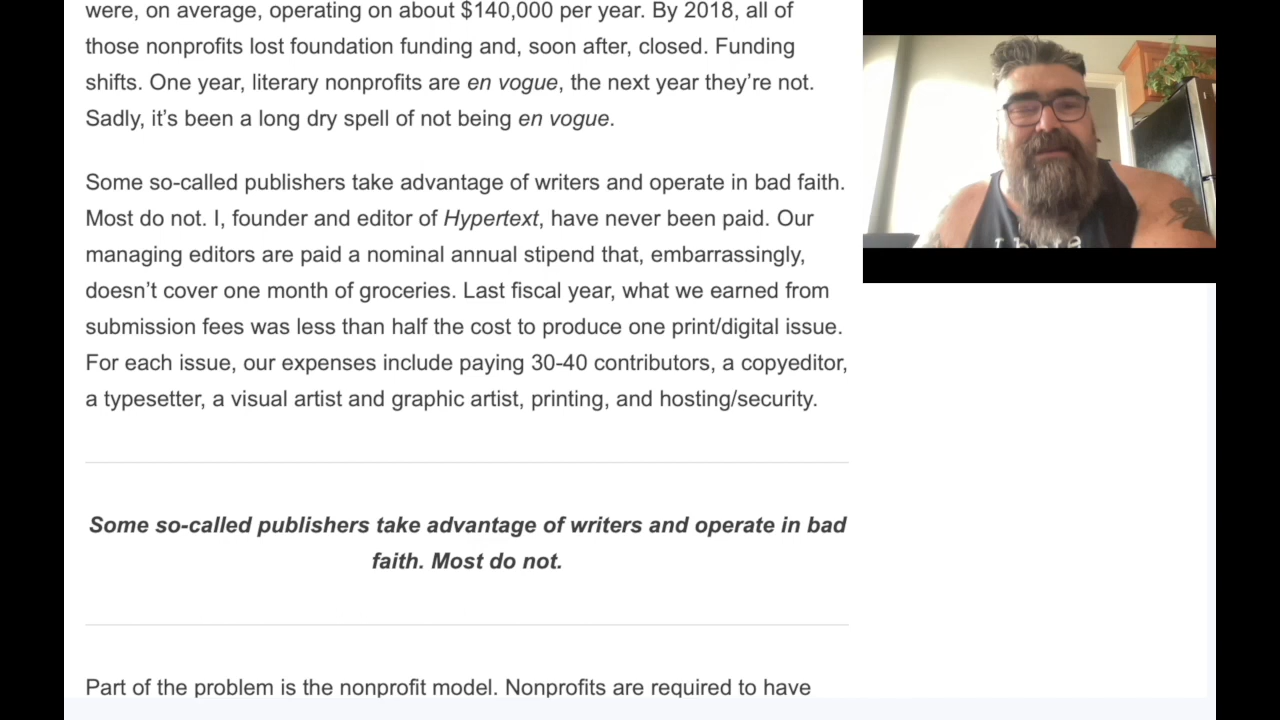 were, on average, operating on about $140,000 per year. By 2018, all of
those nonprofits lost foundation funding and, soon after, closed. Funding
shifts. One year, literary nonprofits are en vogue, the next year they’re not.
Sadly, it’s been a long dry spell of not being en vogue.
Some so-called publishers take advantage of writers and operate in bad faith.
Most do not. I, founder and editor of Hypertext, have never been paid. Our
managing editors are paid a nominal annual stipend that, embarrassingly,
doesn’t cover one month of groceries. Last fiscal year, what we earned from
submission fees was less than half the cost to produce one print/digital issue.
For each issue, our expenses include paying 30-40 contributors, a copyeditor,
a typesetter, a visual artist and graphic artist, printing, and hosting/security.
Some so-called publishers take advantage of writers and operate in bad
faith. Most do not.
Part of the problem is the nonprofit model. Nonprofits are required to have